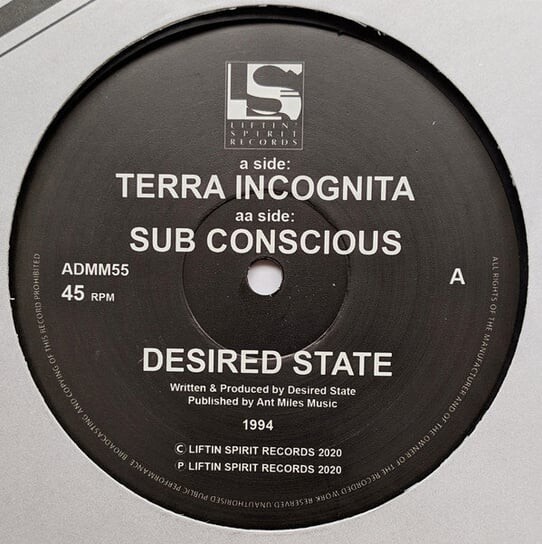 LS
LIFTIN'
SPIRIT
RECORDS
a side:
TERRA INCOGNITA
aa side:
SUB CONSCIOUS
ADMM55
45 RPM
A
DESIRED STATE
Written & Produced by Desired State
Published by Ant Miles Music
1994
© LIFTIN SPIRIT RECORDS 2020
℗ LIFTIN SPIRIT RECORDS 2020
ALL RIGHTS OF THE MANUFACTURER AND OF THE OWNER OF THE RECORDED WORK RESERVED. UNAUTHORISED PUBLIC PERFORMANCE BROADCASTING AND COPYING OF THIS RECORD PROHIBITED